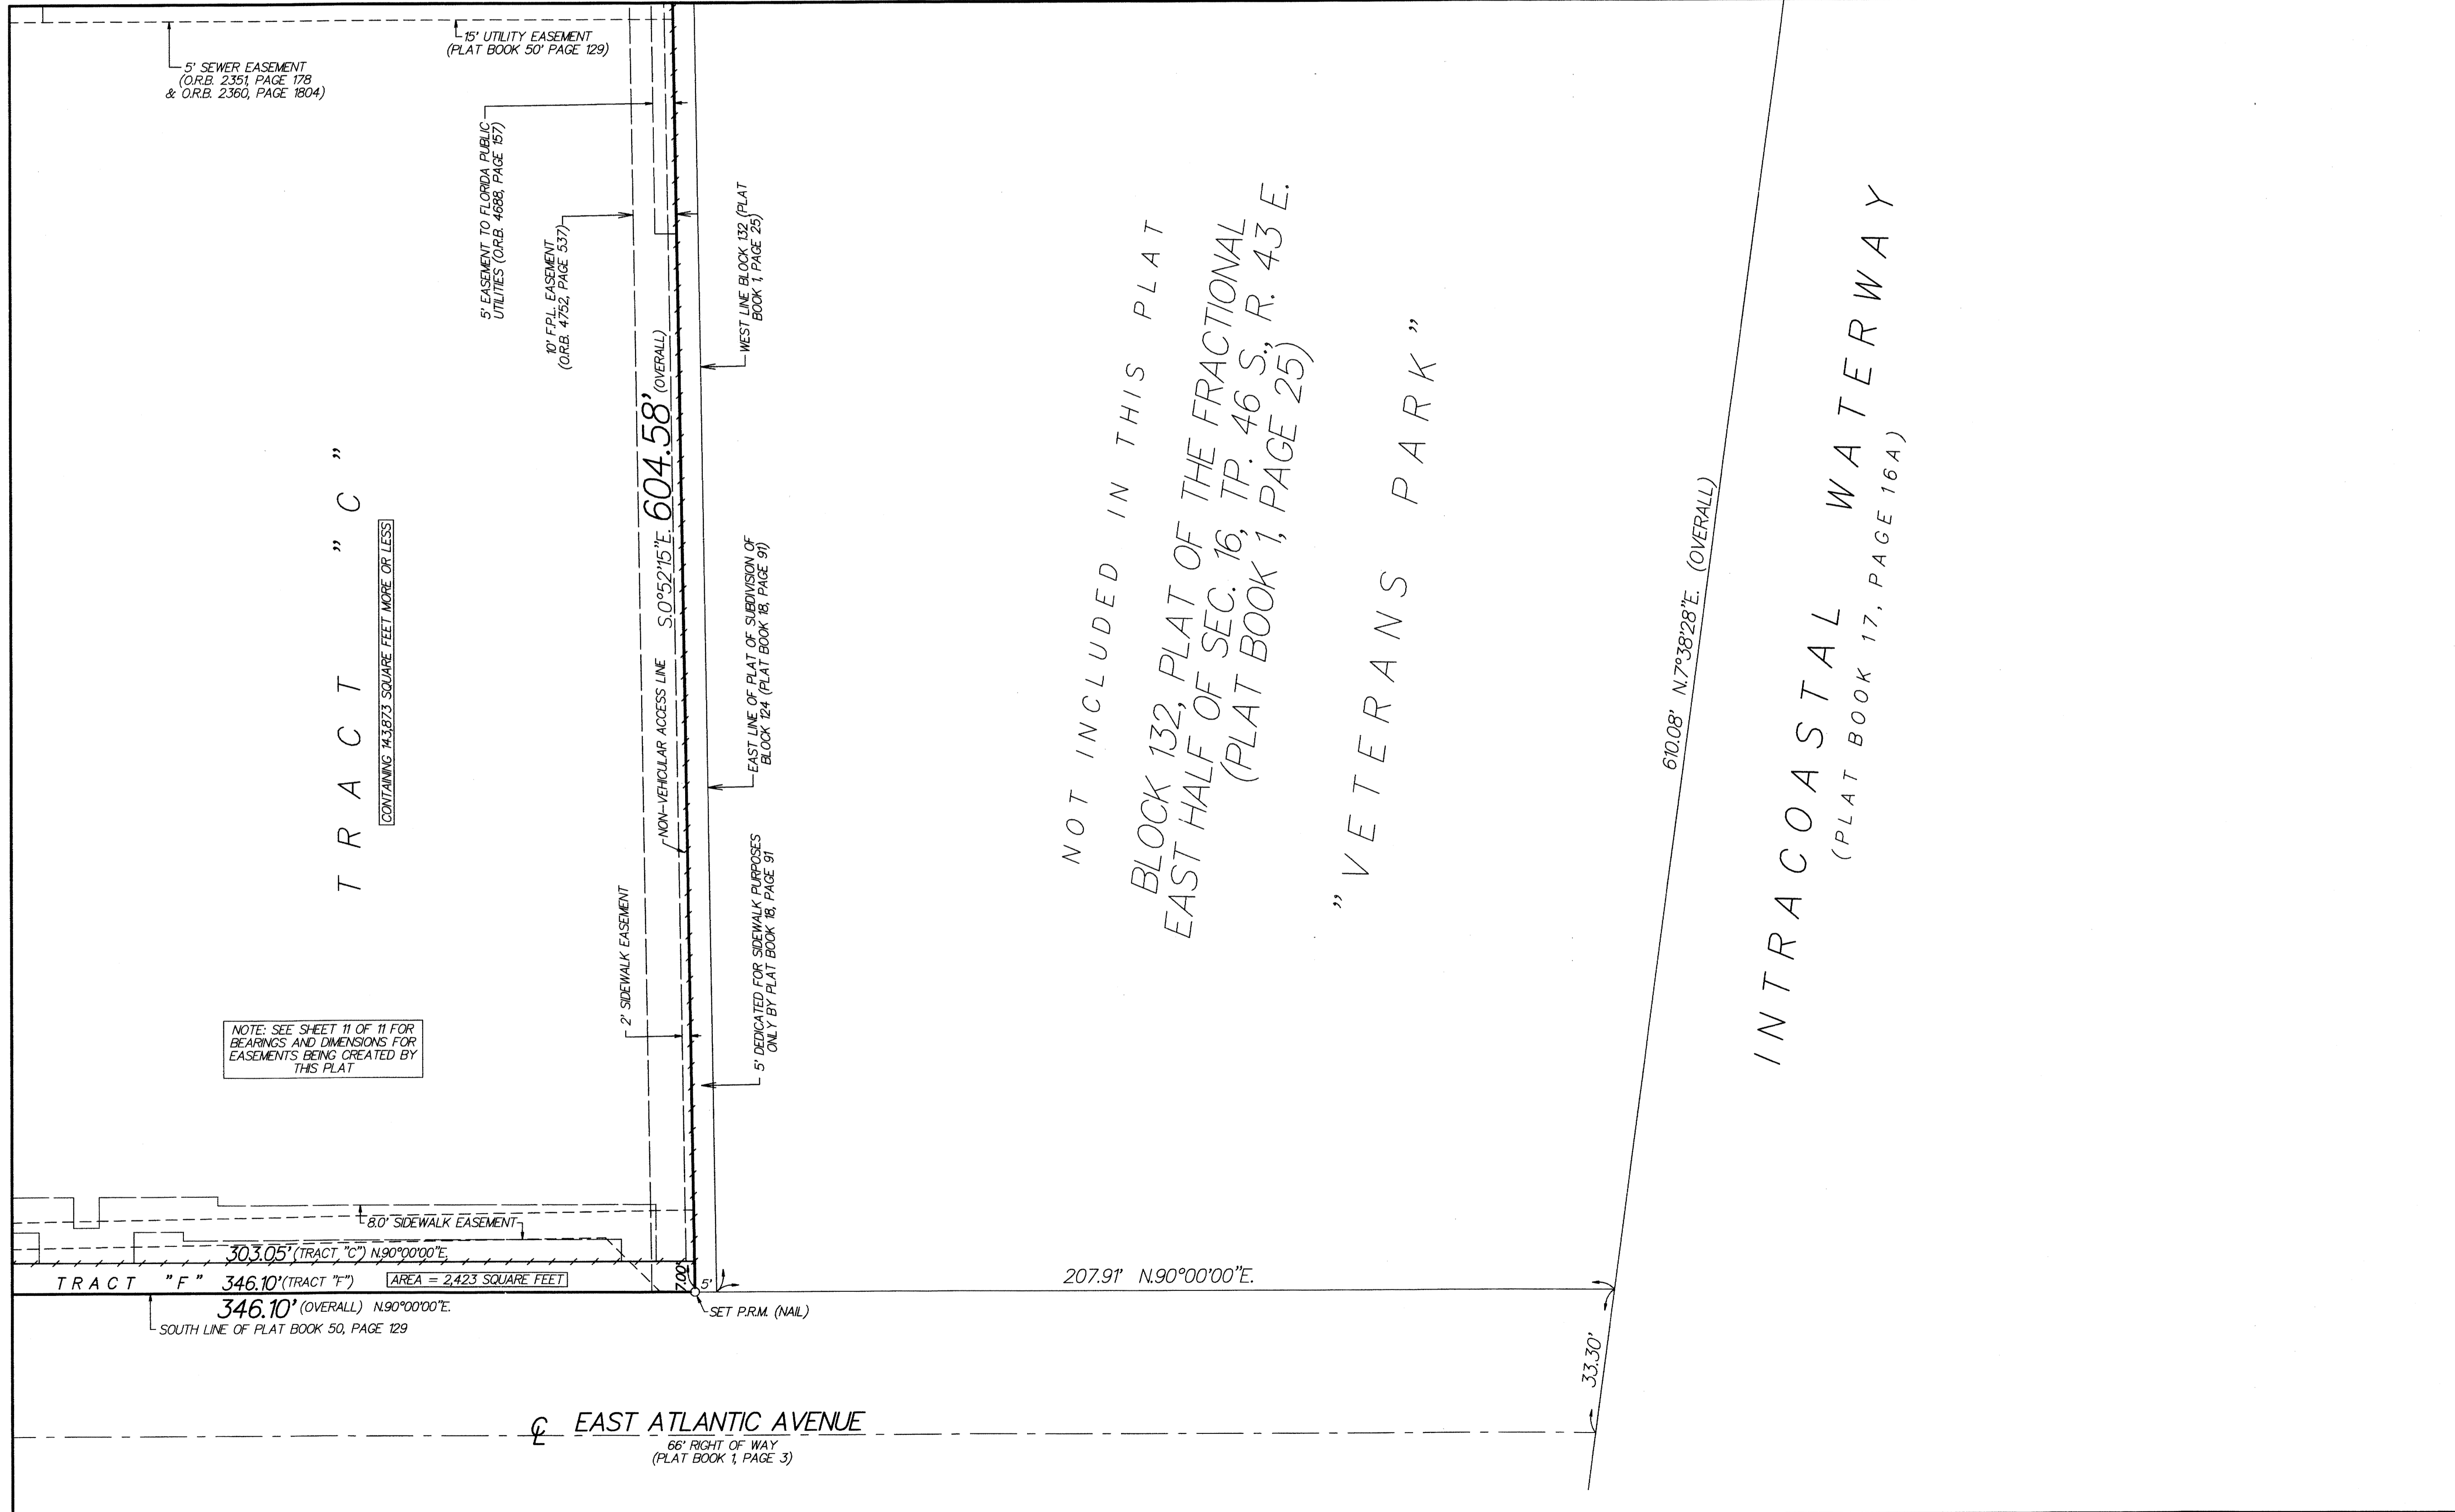 15' UTILITY EASEMENT
(PLAT BOOK 50' PAGE 129)
5' SEWER EASEMENT
(O.R.B. 2351, PAGE 178
& O.R.B. 2360, PAGE 1804)
5' EASEMENT TO FLORIDA PUBLIC
UTILITIES (O.R.B. 4688, PAGE 157)
10' F.P.L. EASEMENT
(O.R.B. 4752, PAGE 537)
WEST LINE BLOCK 132 (PLAT
BOOK 1, PAGE 25)
S.0°52'15"E. 604.58' (OVERALL)
TRACT "C"
CONTAINING 143,873 SQUARE FEET MORE OR LESS
NON-VEHICULAR ACCESS LINE
EAST LINE OF PLAT OF SUBDIVISION OF
BLOCK 124 (PLAT BOOK 18, PAGE 91)
2' SIDEWALK EASEMENT
5' DEDICATED FOR SIDEWALK PURPOSES
ONLY BY PLAT BOOK 18, PAGE 91
NOT INCLUDED IN THIS PLAT
BLOCK 132, PLAT OF THE FRACTIONAL
EAST HALF OF SEC. 16, TP. 46 S., R. 43 E.
(PLAT BOOK 1, PAGE 25)
"VETERANS PARK"
610.08' N.7°38'28"E. (OVERALL)
INTRACOASTAL WATERWAY
(PLAT BOOK 17, PAGE 16A)
NOTE: SEE SHEET 11 OF 11 FOR
BEARINGS AND DIMENSIONS FOR
EASEMENTS BEING CREATED BY
THIS PLAT
8.0' SIDEWALK EASEMENT
303.05' (TRACT "C") N.90°00'00"E.
TRACT "F" 346.10' (TRACT "F") AREA = 2,423 SQUARE FEET
7.00'
5'
207.91' N.90°00'00"E.
346.10' (OVERALL) N.90°00'00"E.
SET P.R.M. (NAIL)
SOUTH LINE OF PLAT BOOK 50, PAGE 129
33.30'
℄ EAST ATLANTIC AVENUE
66' RIGHT OF WAY
(PLAT BOOK 1, PAGE 3)